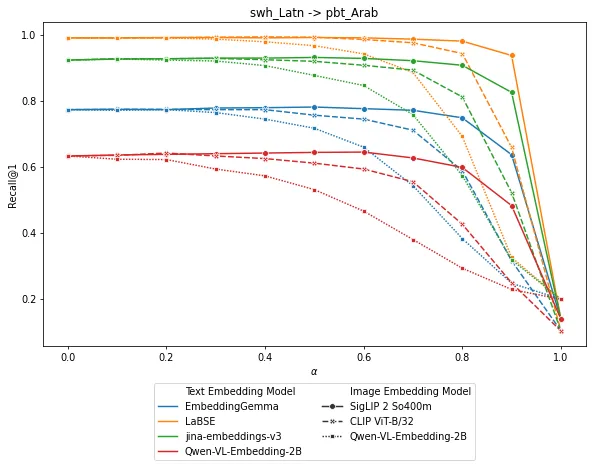 swh_Latn -> pbt_Arab
Recall@1
1.0
0.8
0.6
0.4
0.2
0.0 0.2 0.4 0.6 0.8 1.0
α
Text Embedding Model Image Embedding Model
EmbeddingGemma SigLIP 2 So400m
LaBSE CLIP ViT-B/32
jina-embeddings-v3 Qwen-VL-Embedding-2B
Qwen-VL-Embedding-2B